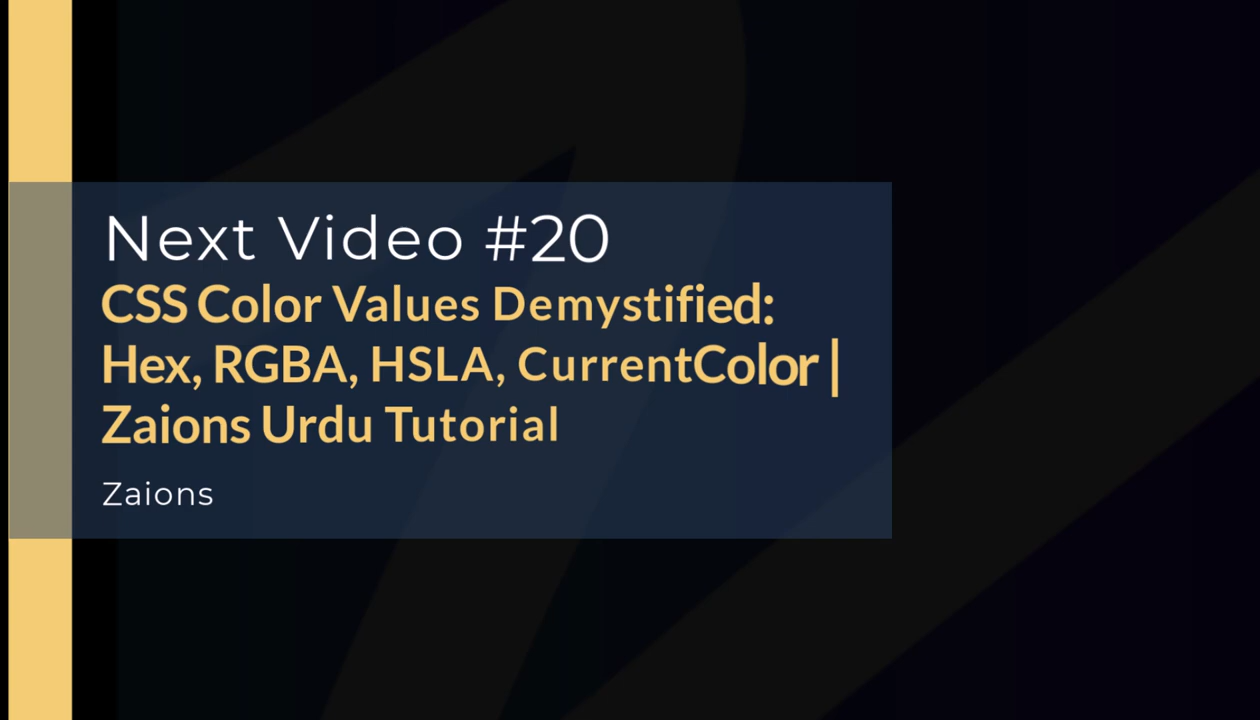 Next Video #20
CSS Color Values Demystified:
Hex, RGBA, HSLA, CurrentColor |
Zaions Urdu Tutorial
Zaions